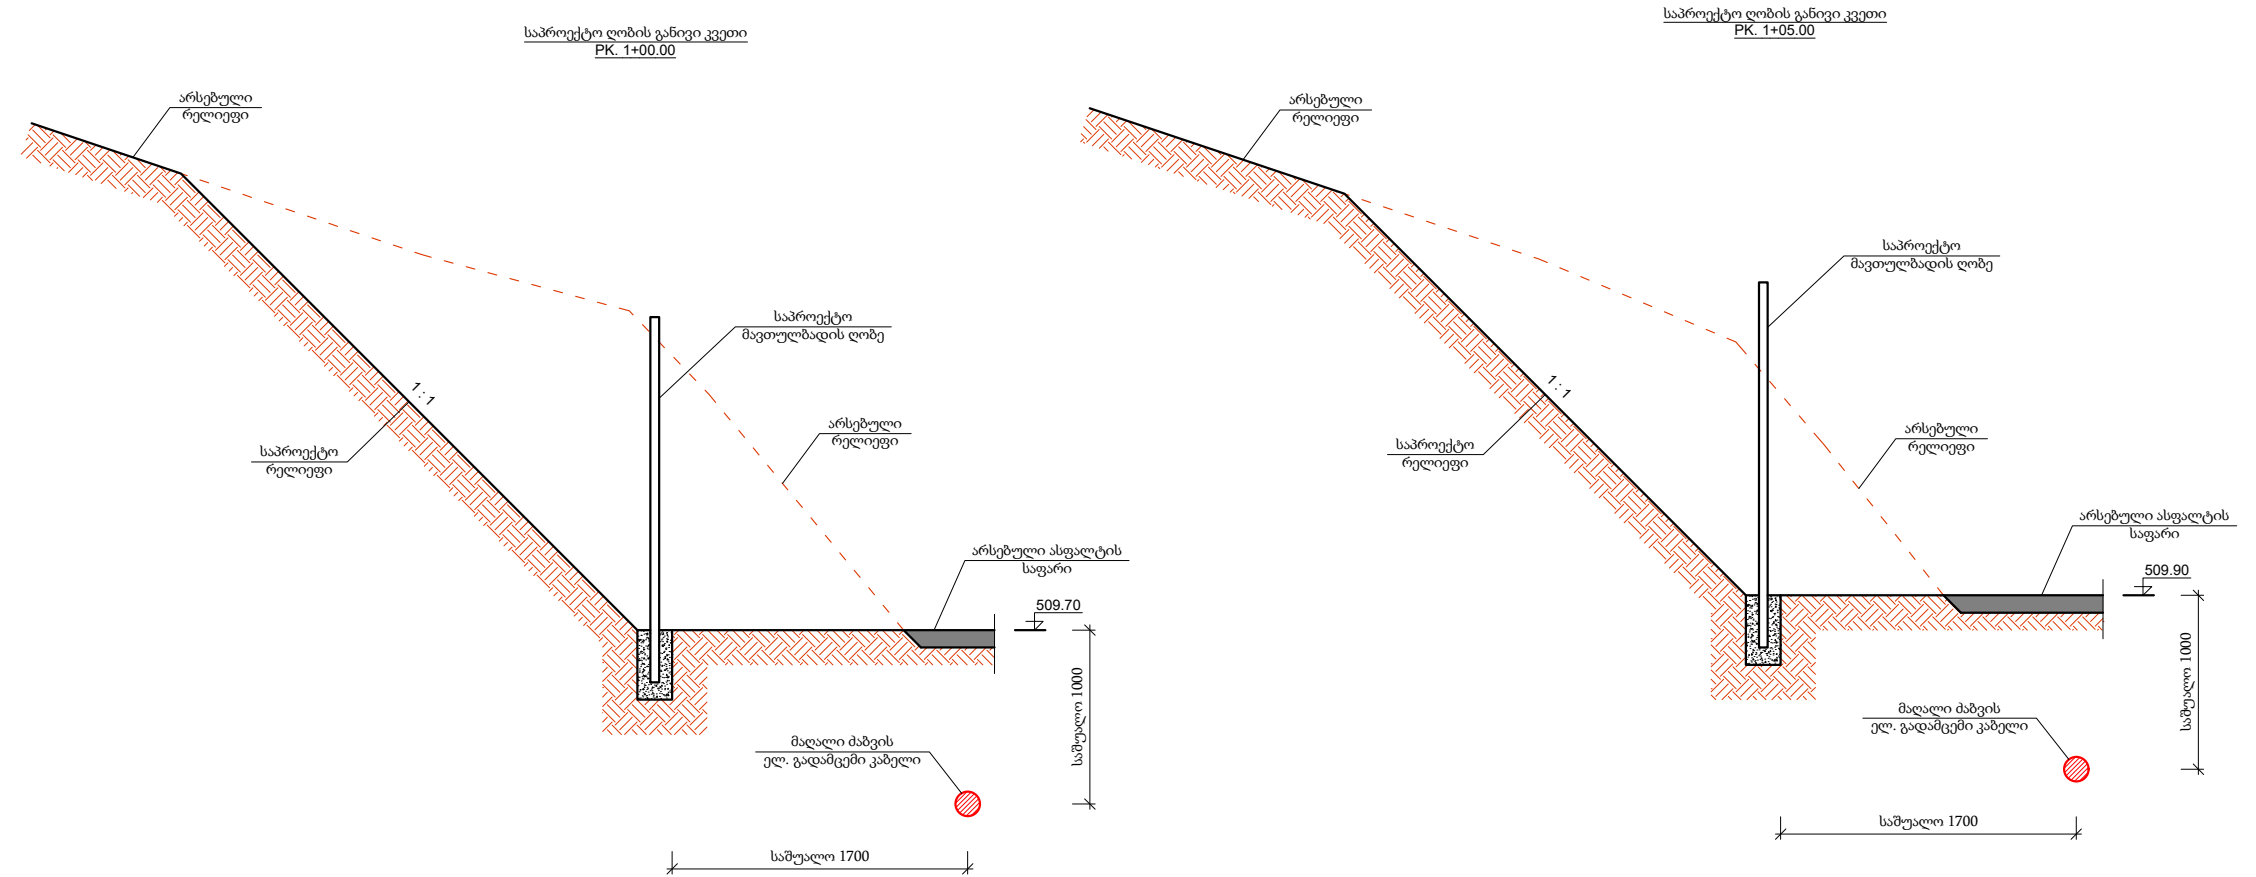 საპროექტო ღობის განივი კვეთი
PK. 1+00.00
არსებული
რელიეფი
საპროექტო
მავთულბადის ღობე
1 : 1
საპროექტო
რელიეფი
არსებული
რელიეფი
არსებული ასფალტის
საფარი
509.70
საშუალო 1000
მაღალი ძაბვის
ელ. გადამცემი კაბელი
საშუალო 1700
საპროექტო ღობის განივი კვეთი
PK. 1+05.00
არსებული
რელიეფი
საპროექტო
მავთულბადის ღობე
1 : 1
საპროექტო
რელიეფი
არსებული
რელიეფი
არსებული ასფალტის
საფარი
509.90
საშუალო 1000
მაღალი ძაბვის
ელ. გადამცემი კაბელი
საშუალო 1700